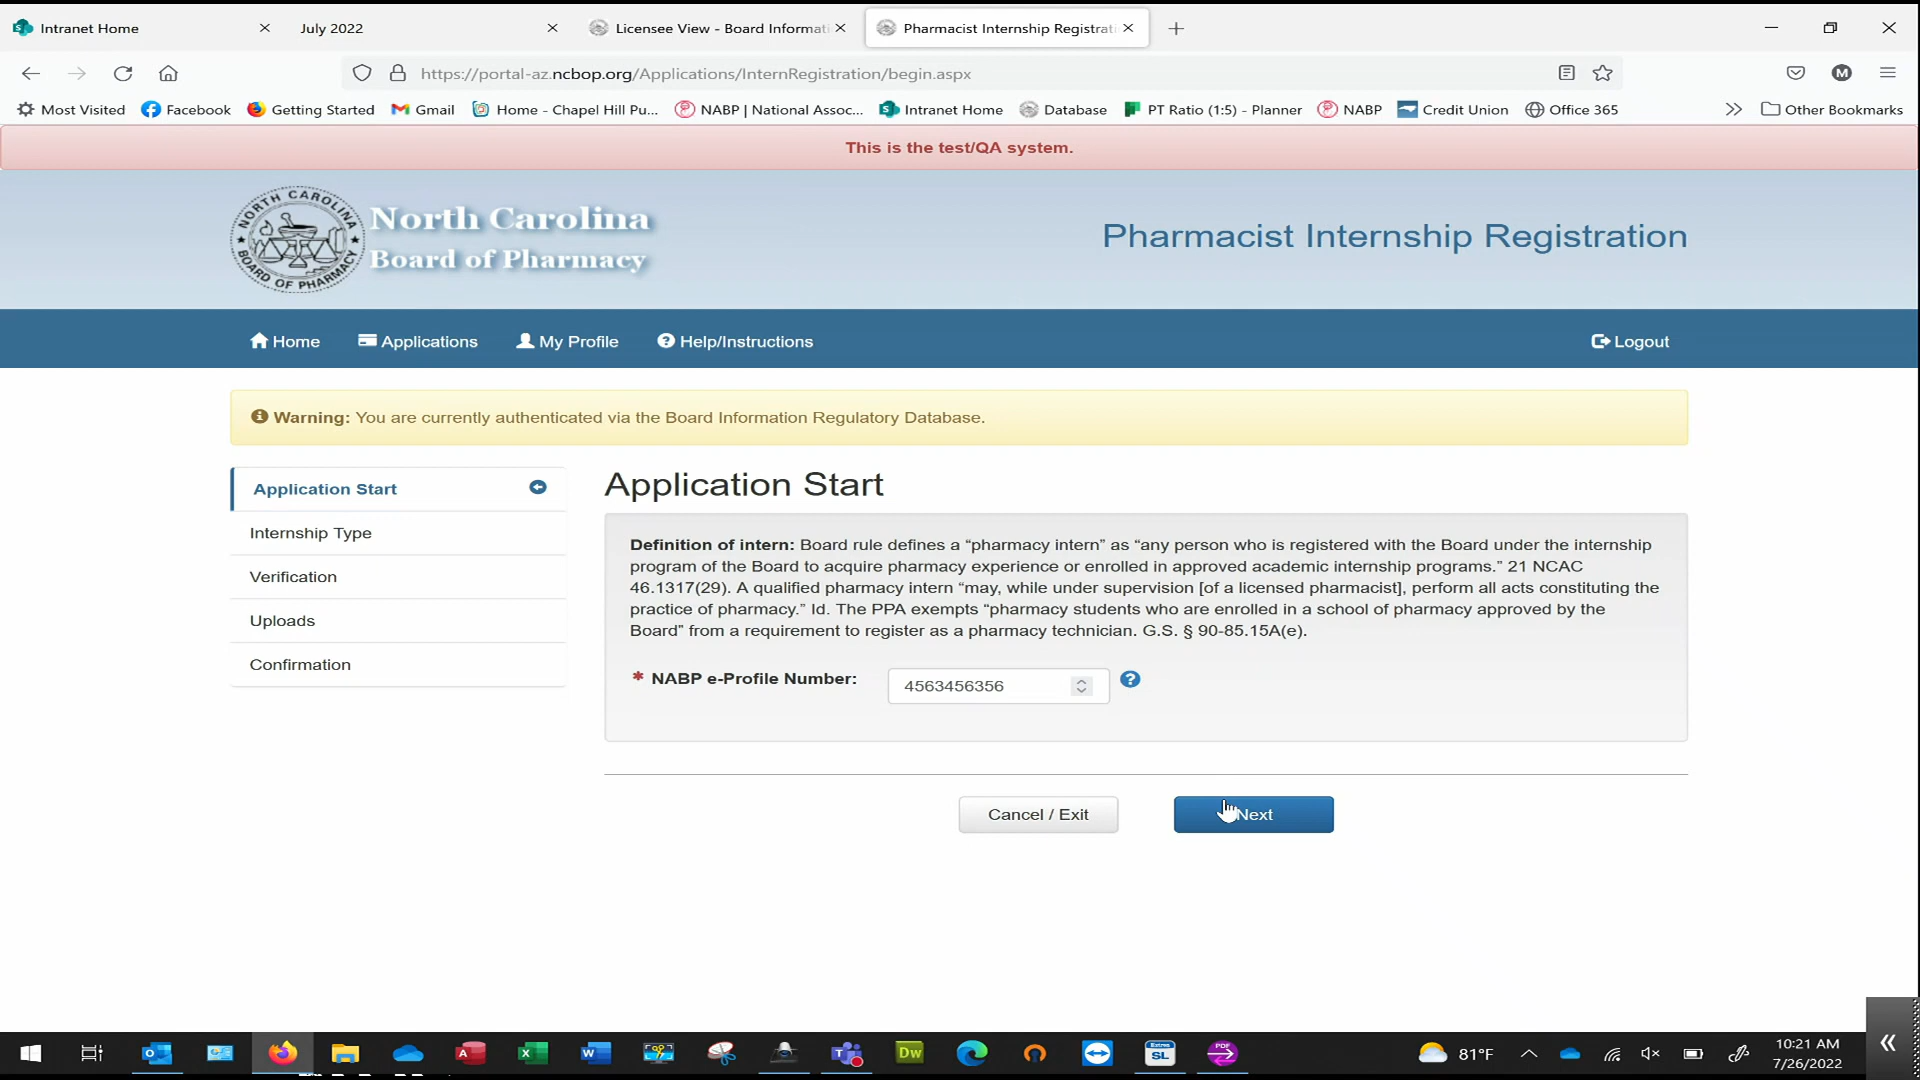 Intranet Home
July 2022
Licensee View - Board Informati
Pharmacist Internship Registrati
https://portal-az.ncbop.org/Applications/InternRegistration/begin.aspx
M
Most Visited
Facebook
Getting Started
Gmail
Home - Chapel Hill Pu...
NABP | National Assoc...
Intranet Home
Database
PT Ratio (1:5) - Planner
NABP
Credit Union
Office 365
Other Bookmarks
This is the test/QA system.
NORTH CAROLINA
BOARD OF PHARMACY
North Carolina
Board of Pharmacy
Pharmacist Internship Registration
Home
Applications
My Profile
Help/Instructions
Logout
Warning: You are currently authenticated via the Board Information Regulatory Database.
Application Start
Internship Type
Verification
Uploads
Confirmation
Application Start
Definition of intern: Board rule defines a “pharmacy intern” as “any person who is registered with the Board under the internship
program of the Board to acquire pharmacy experience or enrolled in approved academic internship programs.” 21 NCAC
46.1317(29). A qualified pharmacy intern “may, while under supervision [of a licensed pharmacist], perform all acts constituting the
practice of pharmacy.” Id. The PPA exempts “pharmacy students who are enrolled in a school of pharmacy approved by the
Board” from a requirement to register as a pharmacy technician. G.S. § 90-85.15A(e).
* NABP e-Profile Number:
4563456356
Cancel / Exit
Next
Dw
SL
PDF
81°F
10:21 AM
7/26/2022